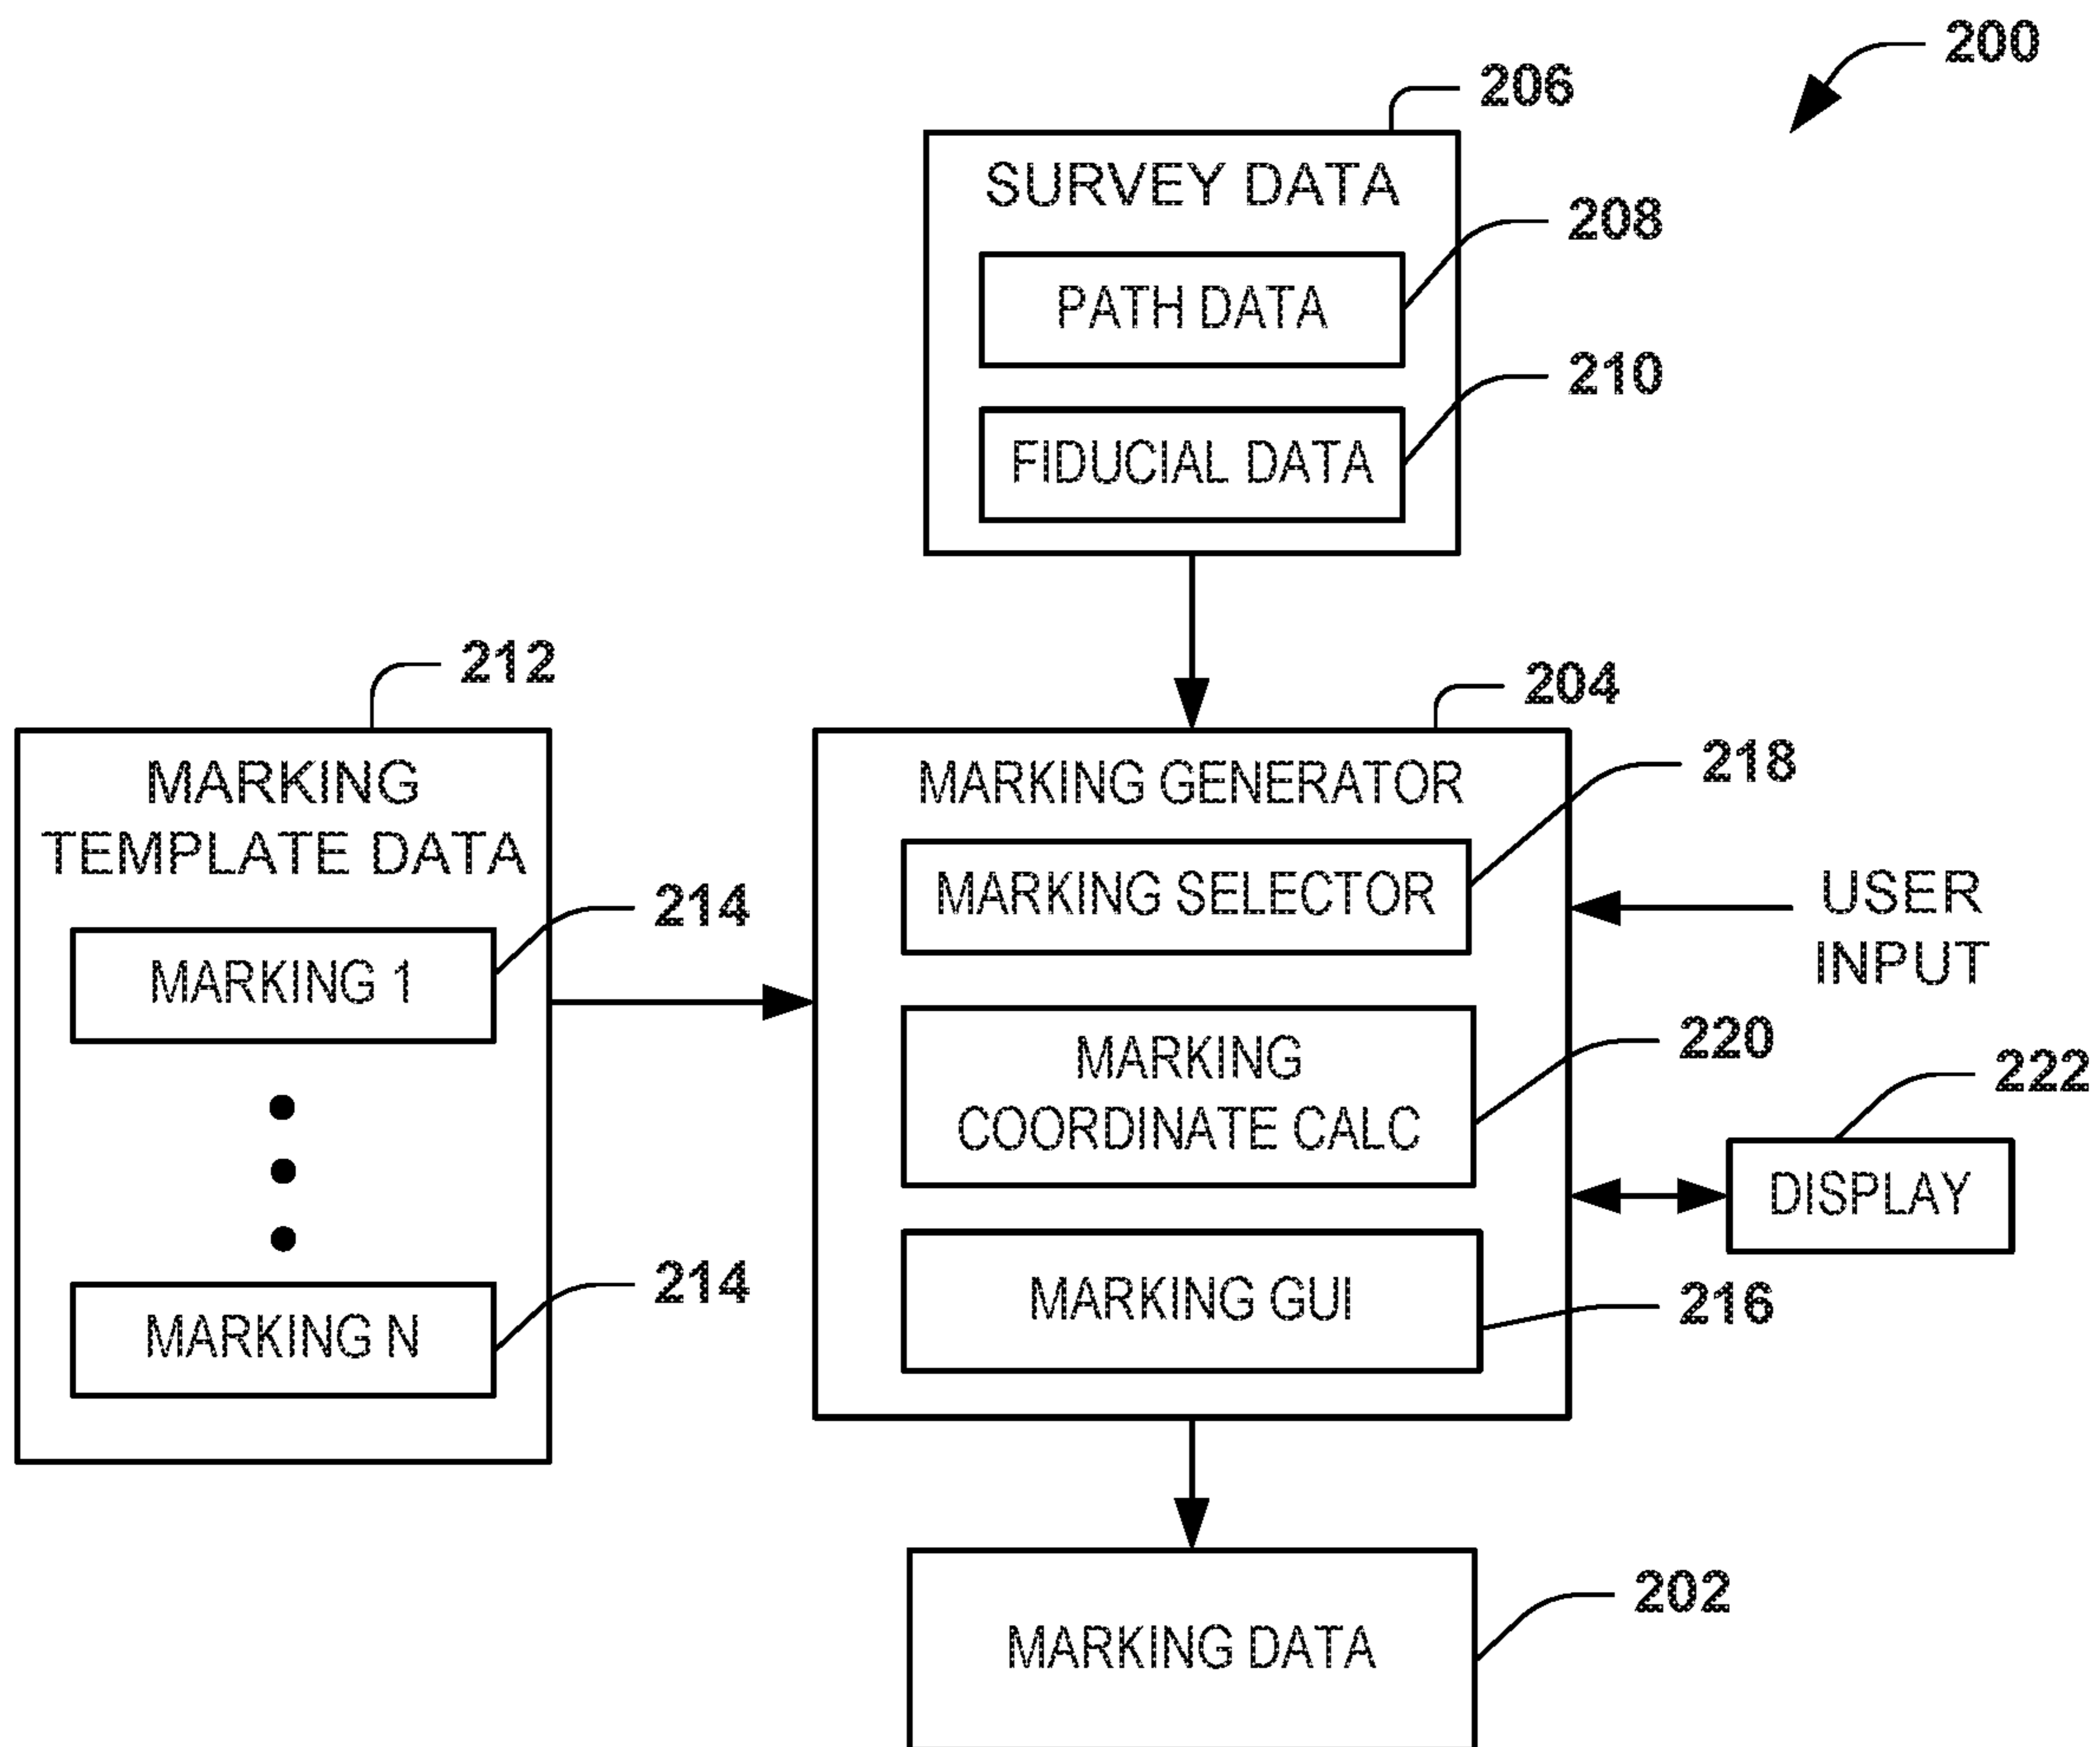 200
206
SURVEY DATA
208
PATH DATA
210
FIDUCIAL DATA
212
MARKING
TEMPLATE DATA
214
MARKING 1
214
MARKING N
204
MARKING GENERATOR
218
MARKING SELECTOR
USER
INPUT
220
MARKING
COORDINATE CALC
222
DISPLAY
216
MARKING GUI
202
MARKING DATA